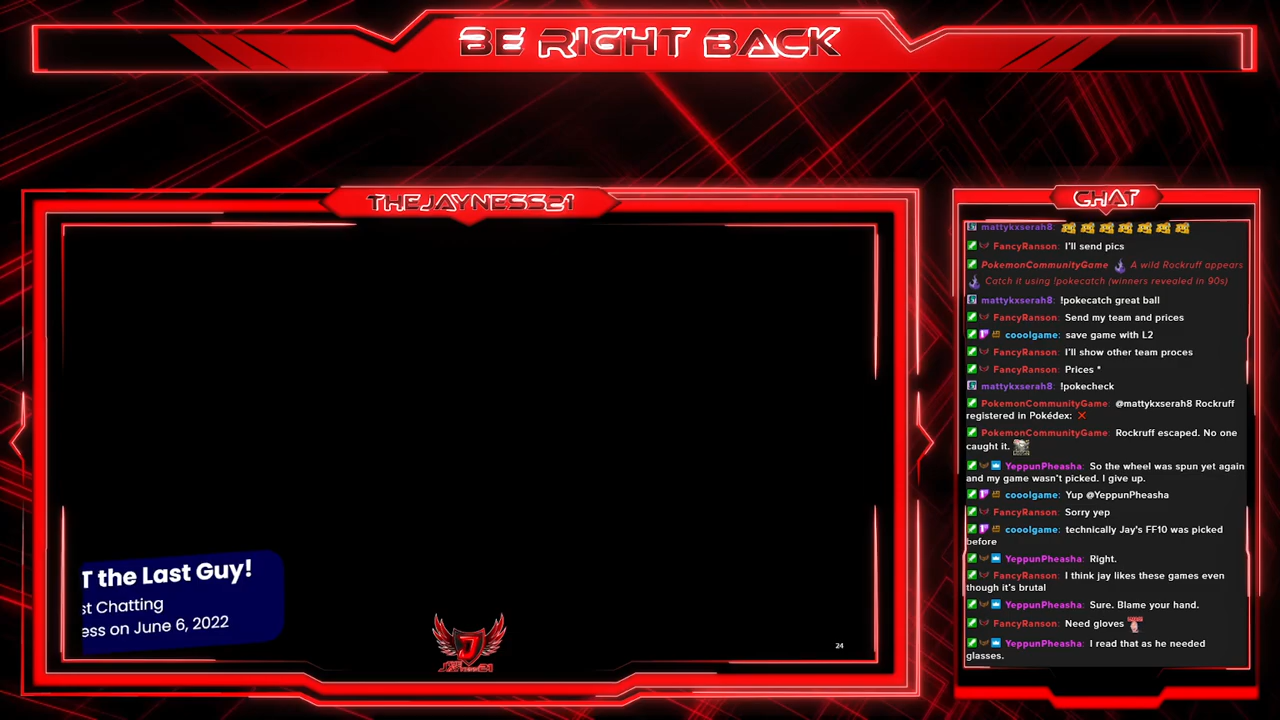 BE RIGHT BACK
THEJAYNESS21
T the Last Guy!
st Chatting
ess on June 6, 2022
24
CHAT
mattykxserah8:
FancyRanson: I'll send pics
PokemonCommunityGame A wild Rockruff appears
Catch it using !pokecatch (winners revealed in 90s)
mattykxserah8: !pokecatch great ball
FancyRanson: Send my team and prices
cooolgame: save game with L2
FancyRanson: I'll show other team proces
FancyRanson: Prices *
mattykxserah8: !pokecheck
PokemonCommunityGame: @mattykxserah8 Rockruff
registered in Pokédex: ❌
PokemonCommunityGame: Rockruff escaped. No one
caught it.
YeppunPheasha: So the wheel was spun yet again
and my game wasn't picked. I give up.
cooolgame: Yup @YeppunPheasha
FancyRanson: Sorry yep
cooolgame: technically Jay's FF10 was picked
before
YeppunPheasha: Right.
FancyRanson: I think jay likes these games even
though it's brutal
YeppunPheasha: Sure. Blame your hand.
FancyRanson: Need gloves
YeppunPheasha: I read that as he needed
glasses.